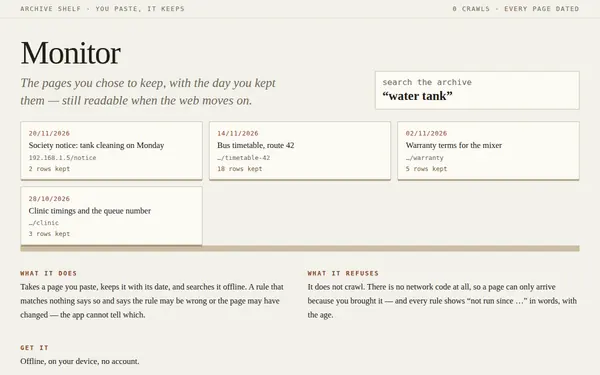 ARCHIVE SHELF · YOU PASTE, IT KEEPS
0 CRAWLS · EVERY PAGE DATED
Monitor
The pages you chose to keep, with the day you kept
them — still readable when the web moves on.
search the archive
“water tank”
20/11/2026
Society notice: tank cleaning on Monday
192.168.1.5/notice
2 rows kept
14/11/2026
Bus timetable, route 42
…/timetable-42
18 rows kept
02/11/2026
Warranty terms for the mixer
…/warranty
5 rows kept
28/10/2026
Clinic timings and the queue number
…/clinic
3 rows kept
WHAT IT DOES
Takes a page you paste, keeps it with its date, and searches it offline. A rule that
matches nothing says so and says the rule may be wrong or the page may have
changed — the app cannot tell which.
WHAT IT REFUSES
It does not crawl. There is no network code at all, so a page can only arrive
because you brought it — and every rule shows “not run since …” in words, with
the age.
GET IT
Offline, on your device, no account.